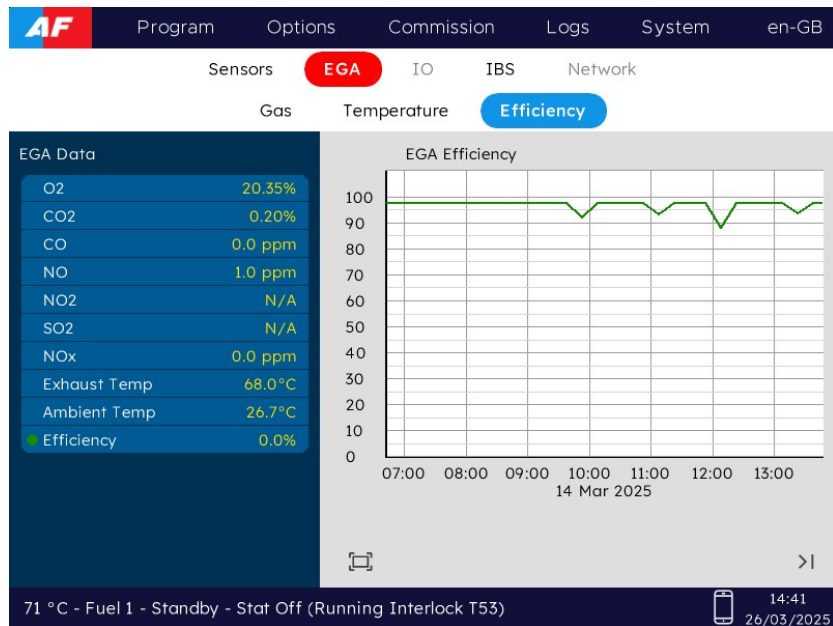 AF Program Options Commission Logs System en-GB
Sensors EGA IO IBS Network
Gas Temperature Efficiency
EGA Data
O2 20.35%
CO2 0.20%
CO 0.0 ppm
NO 1.0 ppm
NO2 N/A
SO2 N/A
NOx 0.0 ppm
Exhaust Temp 68.0°C
Ambient Temp 26.7°C
Efficiency 0.0%
EGA Efficiency
100
90
80
70
60
50
40
30
20
10
0
07:00 08:00 09:00 10:00 11:00 12:00 13:00
14 Mar 2025
71 °C - Fuel 1 - Standby - Stat Off (Running Interlock T53)
14:41
26/03/2025